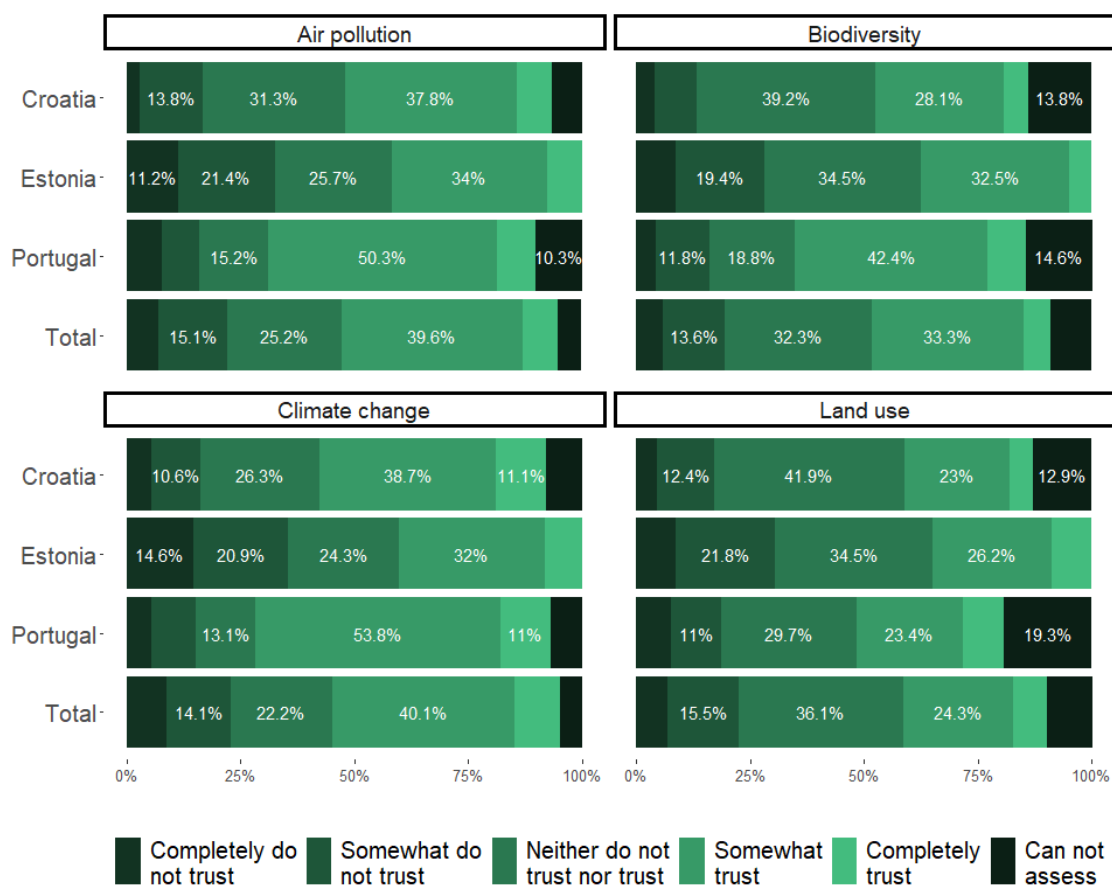 Air pollution
Biodiversity
Croatia
13.8% 31.3% 37.8%
39.2% 28.1% 13.8%
Estonia
11.2% 21.4% 25.7% 34%
19.4% 34.5% 32.5%
Portugal
15.2% 50.3% 10.3%
11.8% 18.8% 42.4% 14.6%
Total
15.1% 25.2% 39.6%
13.6% 32.3% 33.3%
Climate change
Land use
Croatia
10.6% 26.3% 38.7% 11.1%
12.4% 41.9% 23% 12.9%
Estonia
14.6% 20.9% 24.3% 32%
21.8% 34.5% 26.2%
Portugal
13.1% 53.8% 11%
11% 29.7% 23.4% 19.3%
Total
14.1% 22.2% 40.1%
15.5% 36.1% 24.3%
0% 25% 50% 75% 100%
0% 25% 50% 75% 100%
Completely do
not trust
Somewhat do
not trust
Neither do not
trust nor trust
Somewhat
trust
Completely
trust
Can not
assess